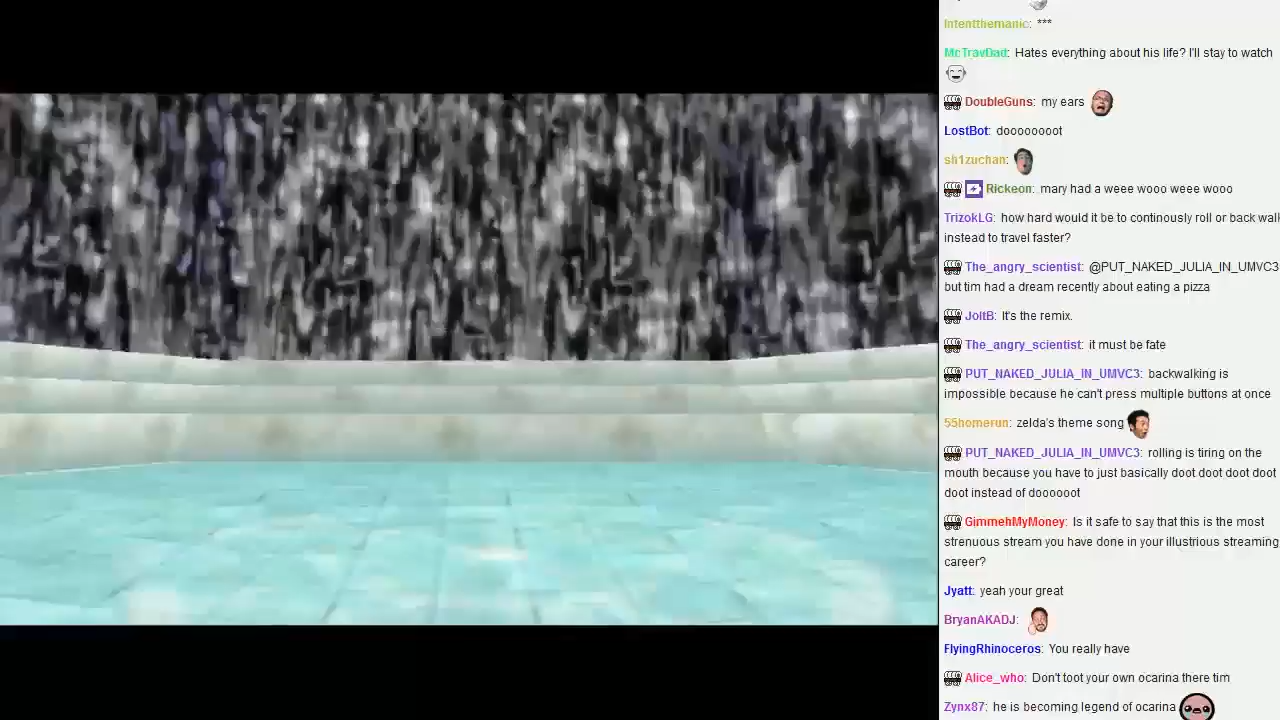 Intentthemanic: ***
McTravDad: Hates everything about his life? I'll stay to watch
DoubleGuns: my ears
LostBot: doooooooot
sh1zuchan:
Rickeon: mary had a weee wooo weee wooo
TrizokLG: how hard would it be to continously roll or back wall
instead to travel faster?
The_angry_scientist: @PUT_NAKED_JULIA_IN_UMVC3
but tim had a dream recently about eating a pizza
JoltB: It's the remix.
The_angry_scientist: it must be fate
PUT_NAKED_JULIA_IN_UMVC3: backwalking is
impossible because he can't press multiple buttons at once
55homerun: zelda's theme song
PUT_NAKED_JULIA_IN_UMVC3: rolling is tiring on the
mouth because you have to just basically doot doot doot doot
doot instead of doooooot
GimmehMyMoney: Is it safe to say that this is the most
strenuous stream you have done in your illustrious streaming
career?
Jyatt: yeah your great
BryanAKADJ:
FlyingRhinoceros: You really have
Alice_who: Don't toot your own ocarina there tim
Zynx87: he is becoming legend of ocarina